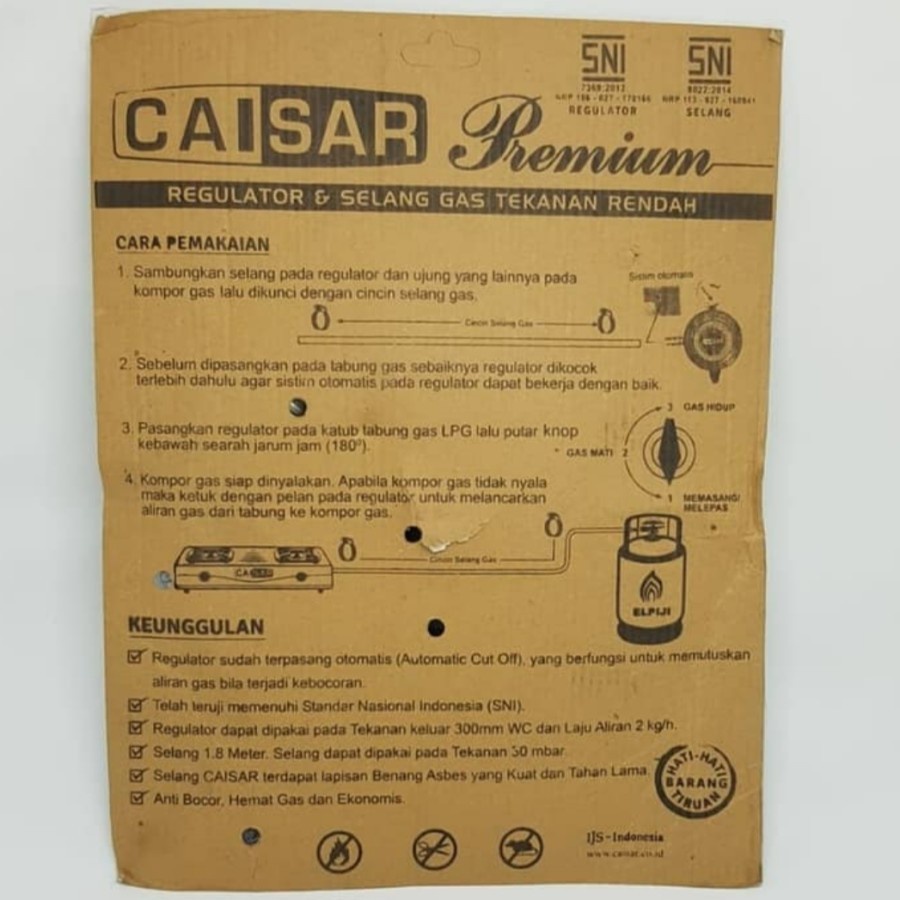 SNI
7369:2012
REGULATOR
SNI
8022:2014
SELANG
CAISAR Premium
REGULATOR & SELANG GAS TEKANAN RENDAH
CARA PEMAKAIAN
1. Sambungkan selang pada regulator dan ujung yang lainnya pada
kompor gas lalu dikunci dengan cincin selang gas.
Sistim otomatis
Cincin Selang Gas
2. Sebelum dipasangkan pada tabung gas sebaiknya regulator dikocok
terlebih dahulu agar sistim otomatis pada regulator dapat bekerja dengan baik.
3 GAS HIDUP
3. Pasangkan regulator pada katub tabung gas LPG lalu putar knop
kebawah searah jarum jam (180º).
GAS MATI 2
4. Kompor gas siap dinyalakan. Apabila kompor gas tidak nyala
maka ketuk dengan pelan pada regulator untuk melancarkan
aliran gas dari tabung ke kompor gas.
1 MEMASANG/
MELEPAS
Cincin Selang Gas
CAISAR
ELPIJI
KEUNGGULAN
Regulator sudah terpasang otomatis (Automatic Cut Off), yang berfungsi untuk memutuskan
aliran gas bila terjadi kebocoran.
Telah teruji memenuhi Standar Nasional Indonesia (SNI).
Regulator dapat dipakai pada Tekanan keluar 300mm WC dan Laju Aliran 2 kg/h.
Selang 1.8 Meter. Selang dapat dipakai pada Tekanan 50 mbar.
Selang CAISAR terdapat lapisan Benang Asbes yang Kuat dan Tahan Lama.
Anti Bocor, Hemat Gas dan Ekonomis.
HATI-HATI
BARANG
TIRUAN
IJS-Indonesia
www.caisar.co.id